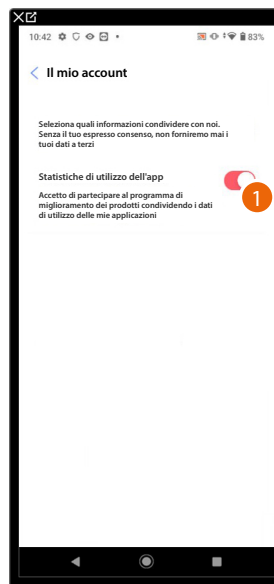 10:42
83%
Il mio account
Seleziona quali informazioni condividere con noi.
Senza il tuo espresso consenso, non forniremo mai i
tuoi dati a terzi
Statistiche di utilizzo dell'app
1
Accetto di partecipare al programma di
miglioramento dei prodotti condividendo i dati
di utilizzo delle mie applicazioni